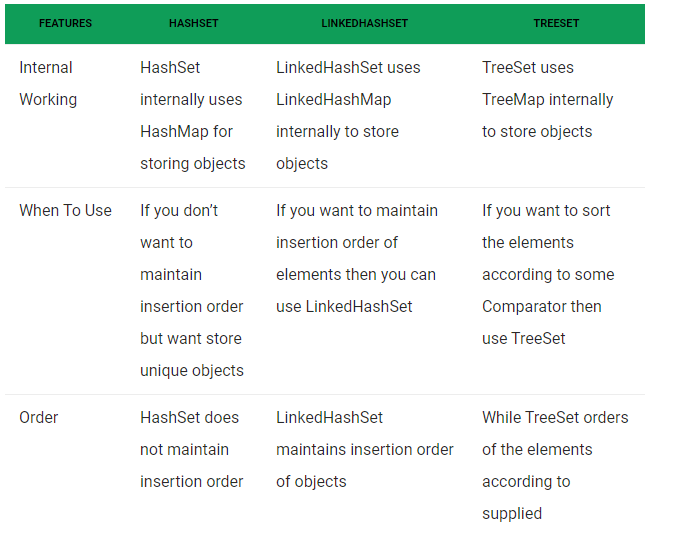 FEATURES HASHSET LINKEDHASHSET TREESET
Internal HashSet LinkedHashSet uses TreeSet uses
Working internally uses LinkedHashMap TreeMap internally
HashMap for internally to store to store objects
storing objects objects
When To Use If you don’t If you want to maintain If you want to sort
want to insertion order of the elements
maintain elements then you can according to some
insertion order use LinkedHashSet Comparator then
but want store use TreeSet
unique objects
Order HashSet does LinkedHashSet While TreeSet orders
not maintain maintains insertion order of the elements
insertion order of objects according to
supplied